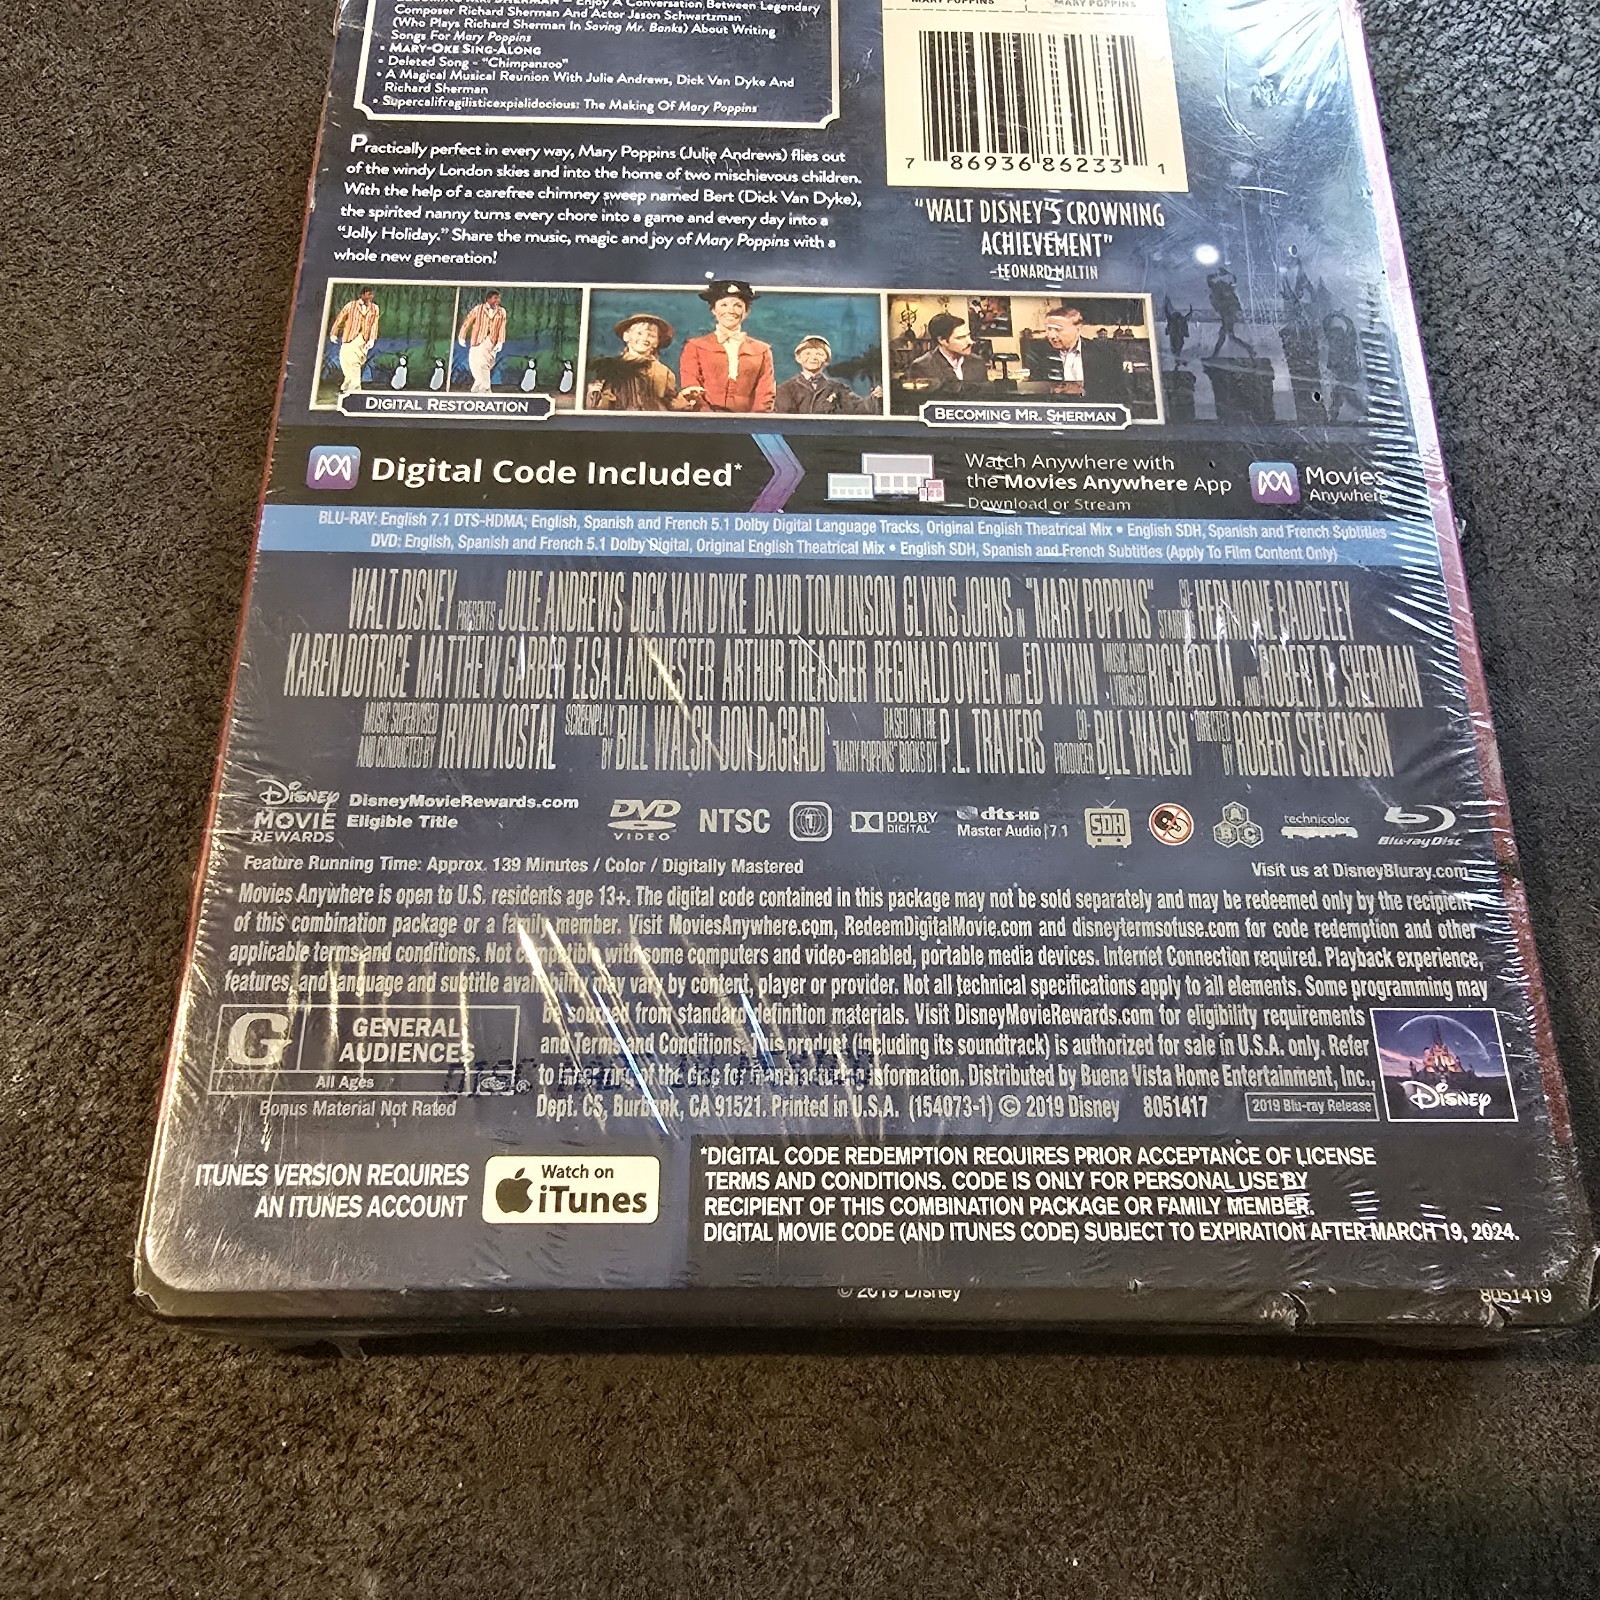 Enjoy A Conversation Between Legendary
Composer Richard Sherman And Actor Jason Schwartzman
(Who Plays Richard Sherman In Saving Mr. Banks) About Writing
Songs For Mary Poppins
• Mary-Oke Sing-Along
• Deleted Song – "Chimpanzoo"
• A Magical Musical Reunion With Julie Andrews, Dick Van Dyke And
Richard Sherman
• Supercalifragilisticexpialidocious: The Making Of Mary Poppins
MARY POPPINS MARY POPPINS
7 86936 86233 1
Practically perfect in every way, Mary Poppins (Julie Andrews) flies out
of the windy London skies and into the home of two mischievous children.
With the help of a carefree chimney sweep named Bert (Dick Van Dyke),
the spirited nanny turns every chore into a game and every day into a
"Jolly Holiday." Share the music, magic and joy of Mary Poppins with a
whole new generation!
"WALT DISNEY'S CROWNING
ACHIEVEMENT"
–LEONARD MALTIN
DIGITAL RESTORATION
BECOMING MR. SHERMAN
Digital Code Included*
Watch Anywhere with
the Movies Anywhere App
Download or Stream
Movies
Anywhere
BLU-RAY: English 7.1 DTS-HDMA; English, Spanish and French 5.1 Dolby Digital Language Tracks, Original English Theatrical Mix • English SDH, Spanish and French Subtitles
DVD: English, Spanish and French 5.1 Dolby Digital, Original English Theatrical Mix • English SDH, Spanish and French Subtitles (Apply To Film Content Only)
WALT DISNEY PRESENTS JULIE ANDREWS DICK VAN DYKE DAVID TOMLINSON GLYNIS JOHNS IN "MARY POPPINS" CO-STARRING HERMIONE BADDELEY
KAREN DOTRICE MATTHEW GARBER ELSA LANCHESTER ARTHUR TREACHER REGINALD OWEN AND ED WYNN MUSIC AND LYRICS BY RICHARD M. AND ROBERT B. SHERMAN
MUSIC SUPERVISED AND CONDUCTED BY IRWIN KOSTAL SCREENPLAY BY BILL WALSH DON DaGRADI BASED ON THE "MARY POPPINS" BOOKS BY P.L. TRAVERS CO-PRODUCER BILL WALSH DIRECTED BY ROBERT STEVENSON
Disney
MOVIE
REWARDS
DisneyMovieRewards.com
Eligible Title
DVD
VIDEO
NTSC
1
DOLBY
DIGITAL
dts-HD
Master Audio | 7.1
SDH
A B C
technicolor
Blu-ray Disc
Feature Running Time: Approx. 139 Minutes / Color / Digitally Mastered
Visit us at DisneyBluray.com
Movies Anywhere is open to U.S. residents age 13+. The digital code contained in this package may not be sold separately and may be redeemed only by the recipient
of this combination package or a family member. Visit MoviesAnywhere.com, RedeemDigitalMovie.com and disneytermsofuse.com for code redemption and other
applicable terms and conditions. Not compatible with some computers and video-enabled, portable media devices. Internet Connection required. Playback experience,
features, and language and subtitle availability may vary by content, player or provider. Not all technical specifications apply to all elements. Some programming may
be sourced from standard definition materials. Visit DisneyMovieRewards.com for eligibility requirements
and Terms and Conditions. This product (including its soundtrack) is authorized for sale in U.S.A. only. Refer
to inner ring of the disc for manufacturing information. Distributed by Buena Vista Home Entertainment, Inc.,
Dept. CS, Burbank, CA 91521. Printed in U.S.A. (154073-1) © 2019 Disney 8051417
2019 Blu-ray Release
Disney
G
GENERAL
AUDIENCES
All Ages
®
Bonus Material Not Rated
ITUNES VERSION REQUIRES
AN ITUNES ACCOUNT
Watch on
iTunes
*DIGITAL CODE REDEMPTION REQUIRES PRIOR ACCEPTANCE OF LICENSE
TERMS AND CONDITIONS. CODE IS ONLY FOR PERSONAL USE BY
RECIPIENT OF THIS COMBINATION PACKAGE OR FAMILY MEMBER.
DIGITAL MOVIE CODE (AND ITUNES CODE) SUBJECT TO EXPIRATION AFTER MARCH 19, 2024.
© 2019 Disney
8051419